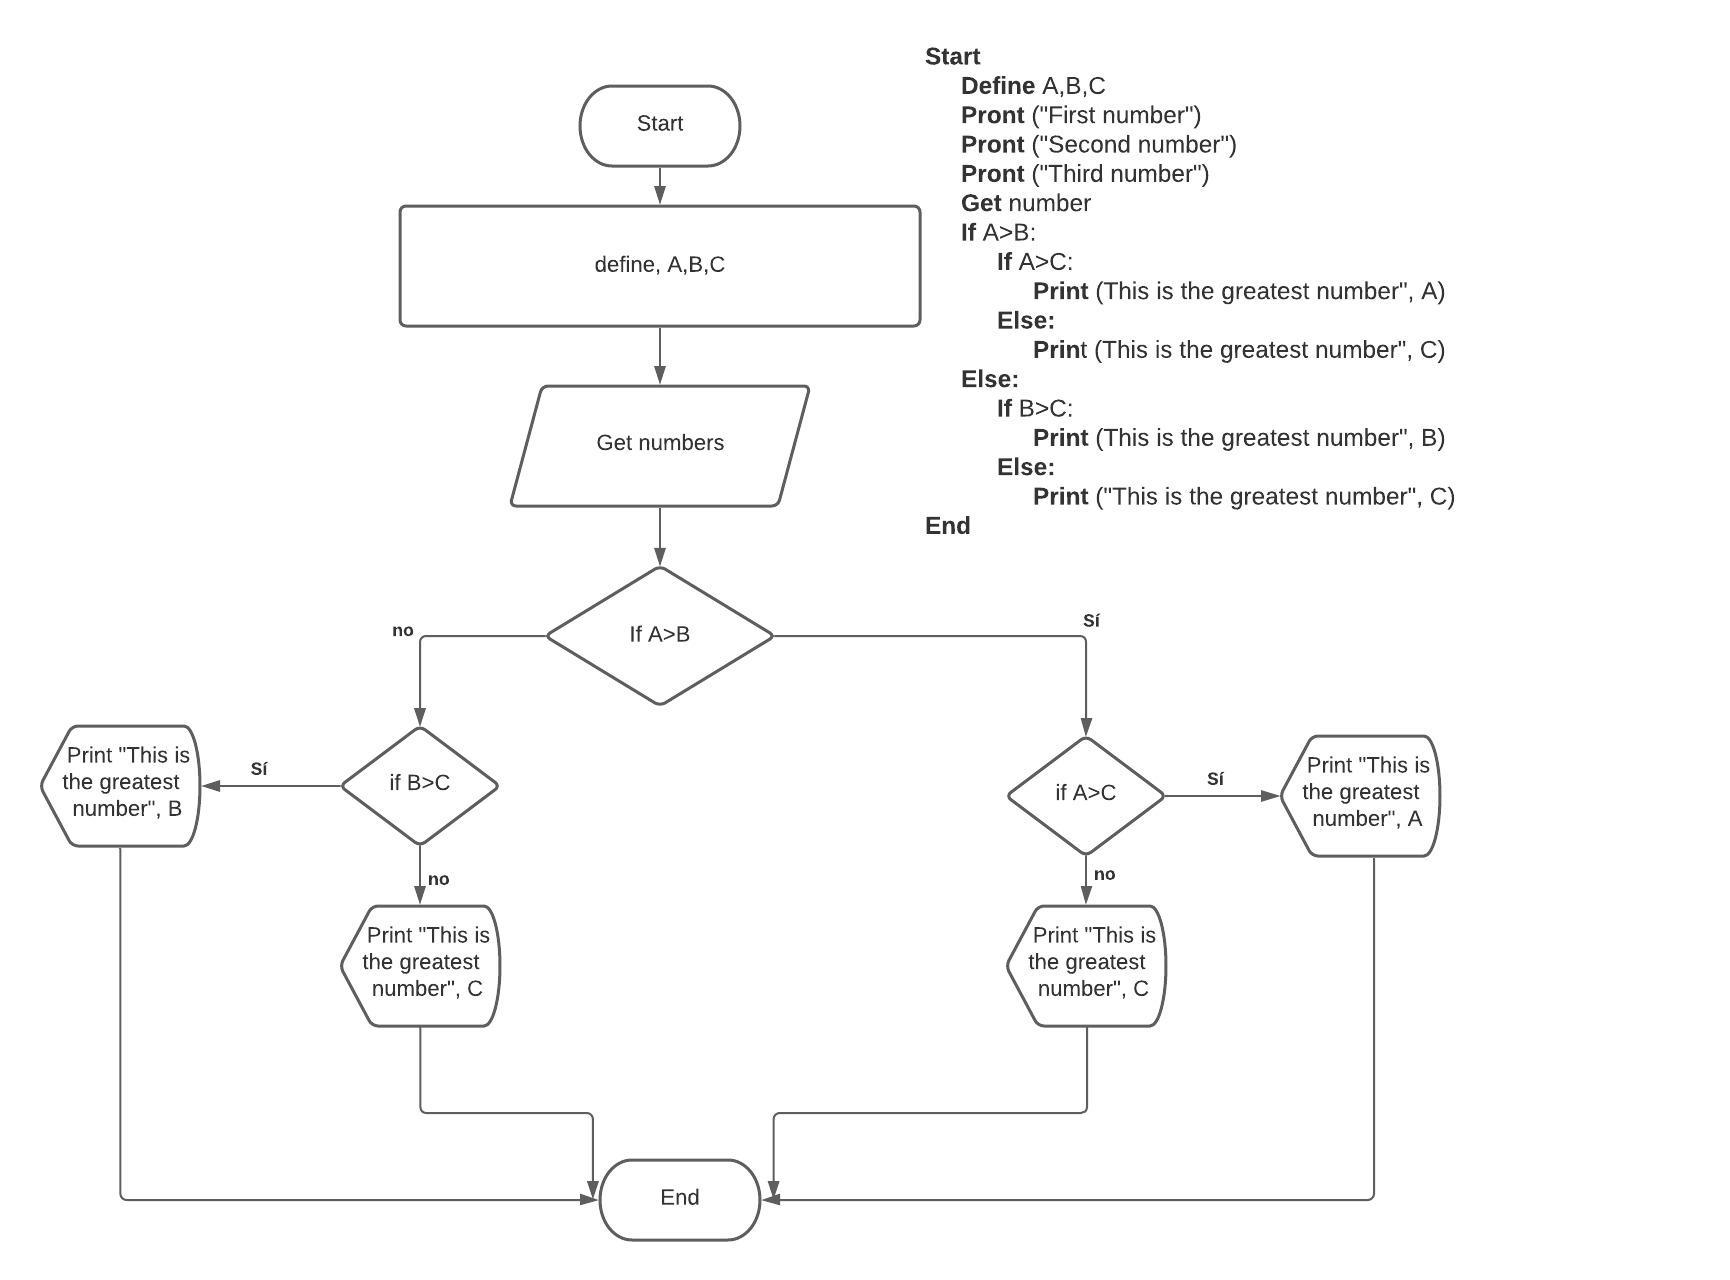 Start
Define A,B,C
Pront ("First number")
Pront ("Second number")
Pront ("Third number")
Get number
If A>B:
If A>C:
Print (This is the greatest number", A)
Else:
Print (This is the greatest number", C)
Else:
If B>C:
Print (This is the greatest number", B)
Else:
Print ("This is the greatest number", C)
End
Start
define, A,B,C
Get numbers
If A>B
no
Sí
if B>C
Sí
Print "This is
the greatest
number", B
no
Print "This is
the greatest
number", C
if A>C
Sí
Print "This is
the greatest
number", A
no
Print "This is
the greatest
number", C
End